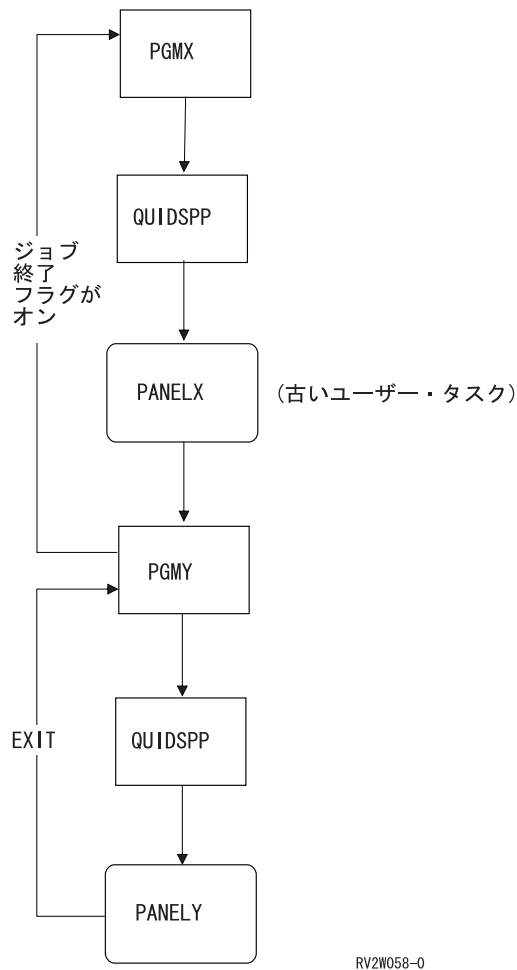 PGMX
QUIDSPP
ジョブ
終了
フラグが
オン
PANELX
(古いユーザー・タスク)
PGMY
EXIT
QUIDSPP
PANELY
RV2W058-0